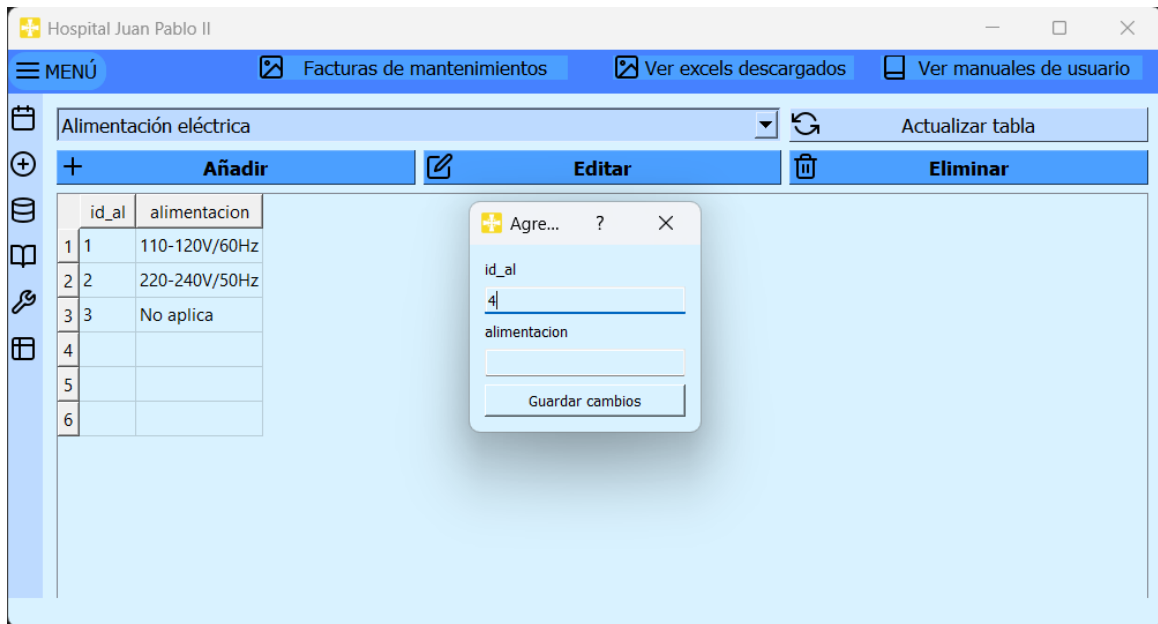 Hospital Juan Pablo II
MENÚ Facturas de mantenimientos Ver excels descargados Ver manuales de usuario
Alimentación eléctrica Actualizar tabla
Añadir Editar Eliminar
id_al alimentacion
1 1 110-120V/60Hz
2 2 220-240V/50Hz
3 3 No aplica
4
5
6
Agre... ?
id_al
4
alimentacion
Guardar cambios